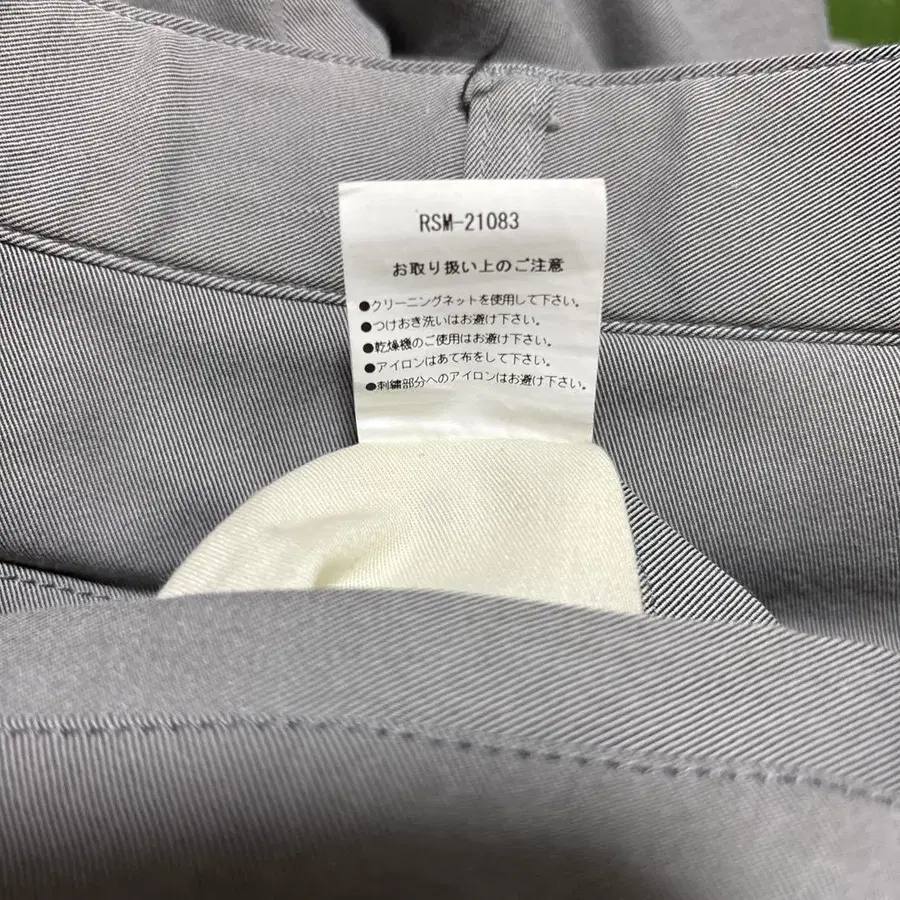 RSM-21083
お取り扱い上のご注意
●クリーニングネットを使用して下さい。
●つけおき洗いはお避け下さい。
●乾燥機のご使用はお避け下さい。
●アイロンはあて布をして下さい。
●刺繍部分へのアイロンはお避け下さい。